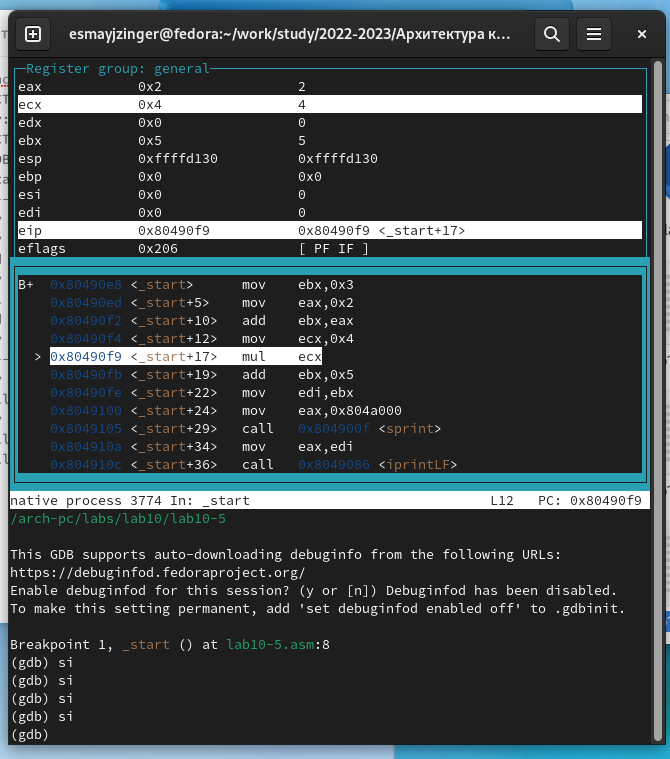 esmayjzinger@fedora:~/work/study/2022-2023/Архитектура к...
Register group: general
eax 0x2 2
ecx 0x4 4
edx 0x0 0
ebx 0x5 5
esp 0xffffd130 0xffffd130
ebp 0x0 0x0
esi 0x0 0
edi 0x0 0
eip 0x80490f9 0x80490f9 <_start+17>
eflags 0x206 [ PF IF ]
B+ 0x80490e8 <_start> mov ebx,0x3
0x80490ed <_start+5> mov eax,0x2
0x80490f2 <_start+10> add ebx,eax
0x80490f4 <_start+12> mov ecx,0x4
> 0x80490f9 <_start+17> mul ecx
0x80490fb <_start+19> add ebx,0x5
0x80490fe <_start+22> mov edi,ebx
0x8049100 <_start+24> mov eax,0x804a000
0x8049105 <_start+29> call 0x804900f <sprint>
0x804910a <_start+34> mov eax,edi
0x804910c <_start+36> call 0x8049086 <iprintLF>
native process 3774 In: _start L12 PC: 0x80490f9
/arch-pc/labs/lab10/lab10-5
This GDB supports auto-downloading debuginfo from the following URLs:
https://debuginfod.fedoraproject.org/
Enable debuginfod for this session? (y or [n]) Debuginfod has been disabled.
To make this setting permanent, add 'set debuginfod enabled off' to .gdbinit.
Breakpoint 1, _start () at lab10-5.asm:8
(gdb) si
(gdb) si
(gdb) si
(gdb) si
(gdb)